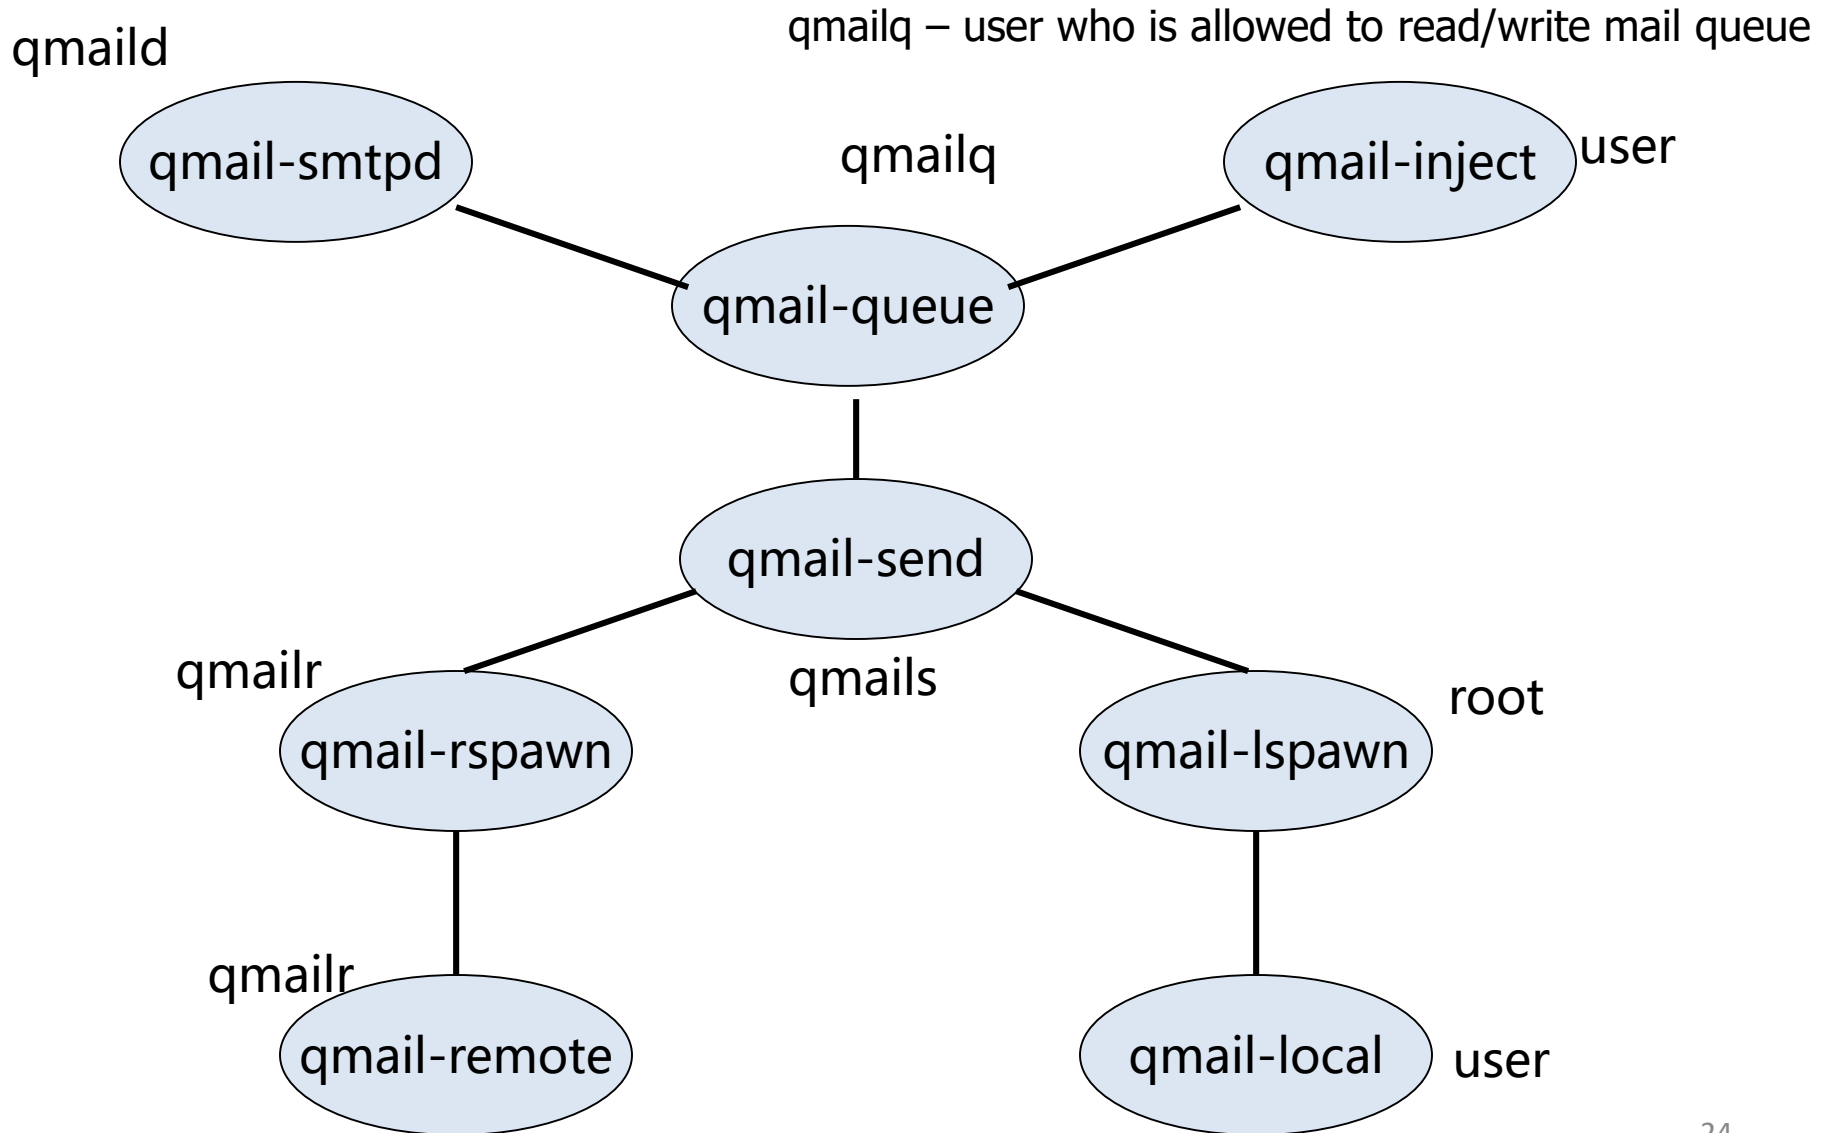 qmaild
qmailq – user who is allowed to read/write mail queue
qmail-smtpd
qmailq
qmail-inject
user
qmail-queue
qmail-send
qmailr
qmails
root
qmail-rspawn
qmail-lspawn
qmailr
qmail-remote
qmail-local
user
24